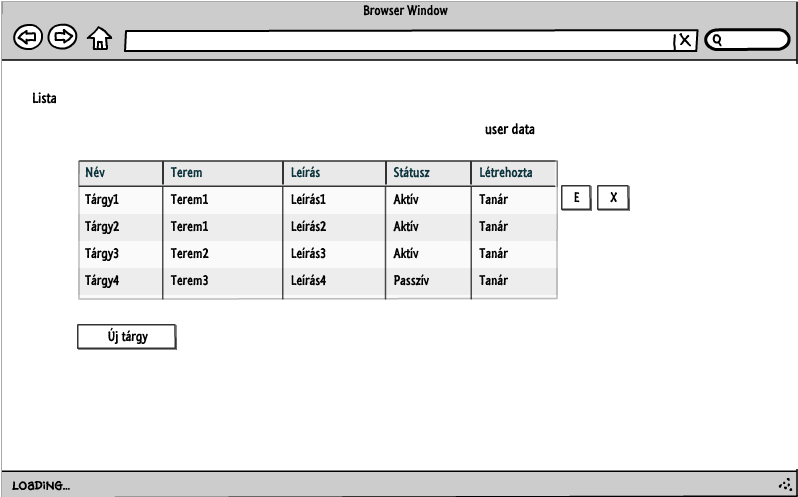 Browser Window
X
Lista
user data
Név Terem Leírás Státusz Létrehozta
Tárgy1 Terem1 Leírás1 Aktív Tanár E X
Tárgy2 Terem1 Leírás2 Aktív Tanár
Tárgy3 Terem2 Leírás3 Aktív Tanár
Tárgy4 Terem3 Leírás4 Passzív Tanár
Új tárgy
LOADING...